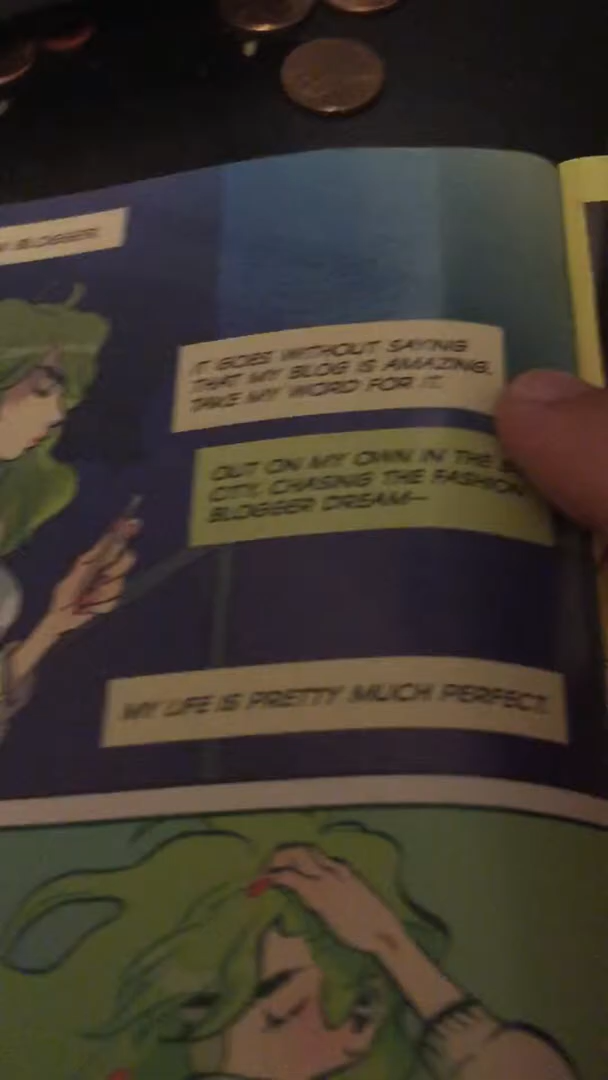 BLOGGER.
IT GOES WITHOUT SAYING
THAT MY BLOG IS AMAZING.
TAKE MY WORD FOR IT.
OUT ON MY OWN IN THE
CITY, CHASING THE FASHION
BLOGGER DREAM—
MY LIFE IS PRETTY MUCH PERFECT.